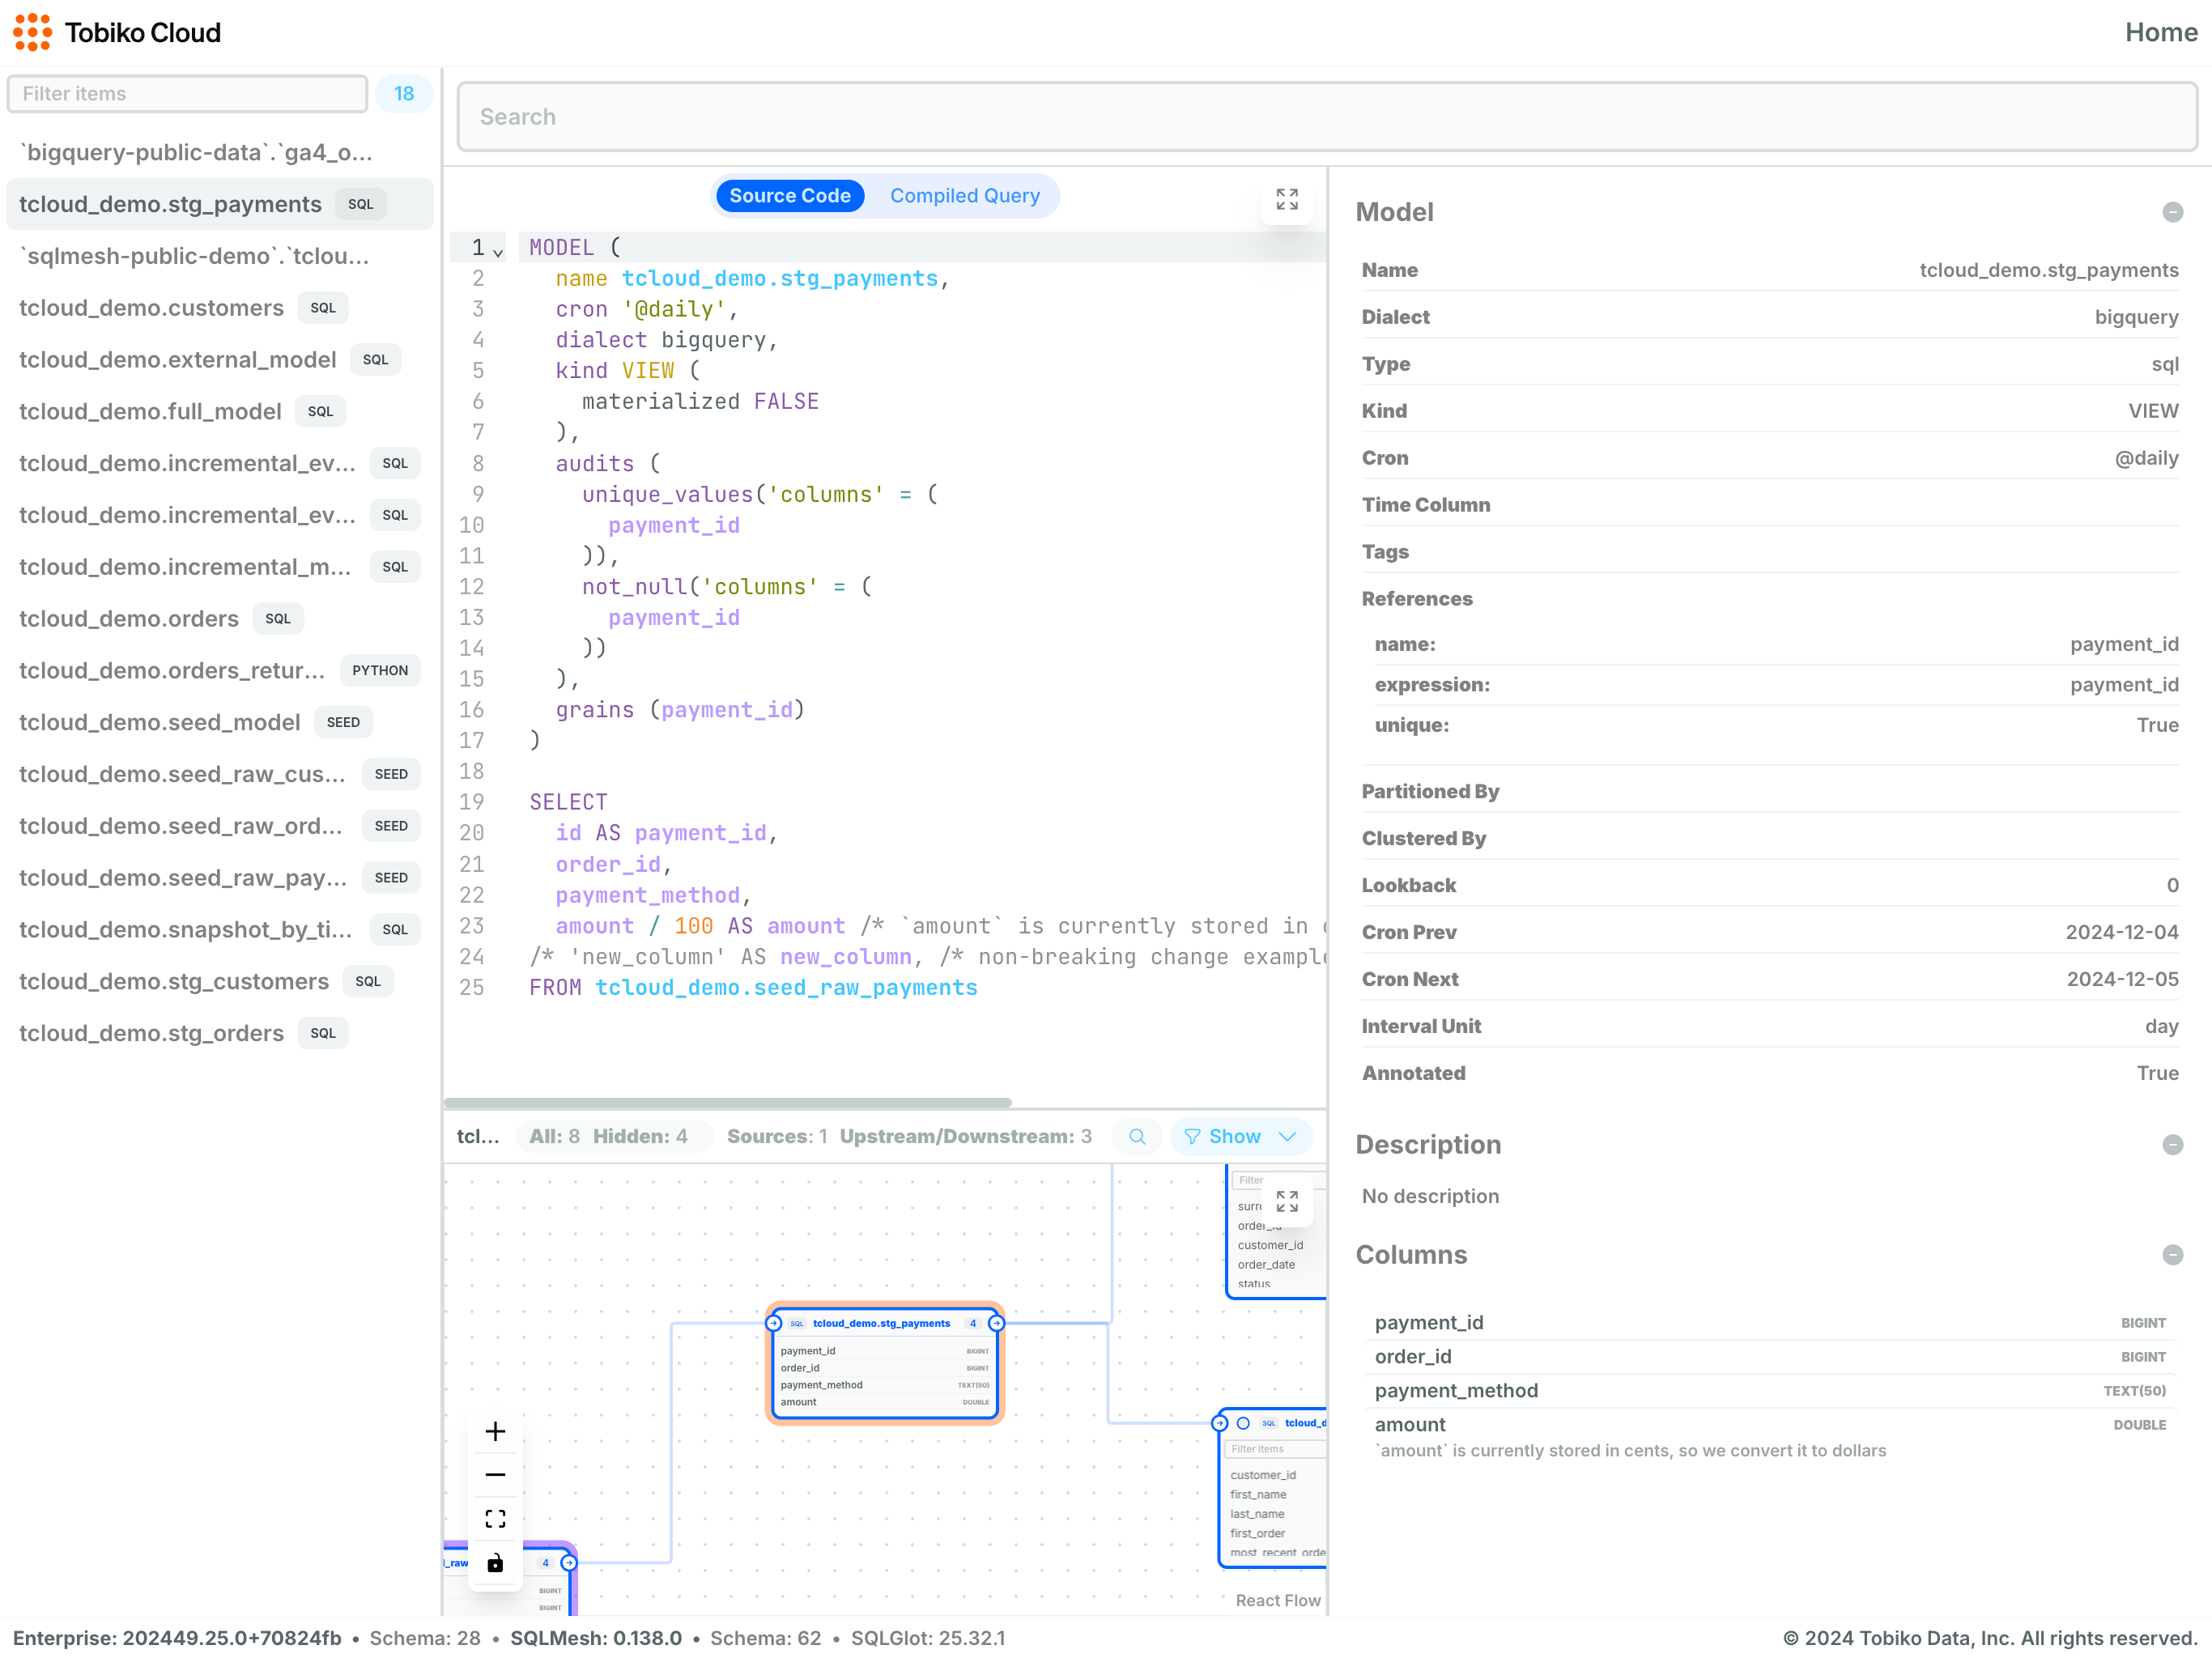 Tobiko Cloud
Home
Filter items
18
`bigquery-public-data`.`ga4_o...
tcloud_demo.stg_payments SQL
`sqlmesh-public-demo`.`tclou...
tcloud_demo.customers SQL
tcloud_demo.external_model SQL
tcloud_demo.full_model SQL
tcloud_demo.incremental_ev... SQL
tcloud_demo.incremental_ev... SQL
tcloud_demo.incremental_m... SQL
tcloud_demo.orders SQL
tcloud_demo.orders_retur... PYTHON
tcloud_demo.seed_model SEED
tcloud_demo.seed_raw_cus... SEED
tcloud_demo.seed_raw_ord... SEED
tcloud_demo.seed_raw_pay... SEED
tcloud_demo.snapshot_by_ti... SQL
tcloud_demo.stg_customers SQL
tcloud_demo.stg_orders SQL
Search
Source Code Compiled Query
1 MODEL (
2 name tcloud_demo.stg_payments,
3 cron '@daily',
4 dialect bigquery,
5 kind VIEW (
6 materialized FALSE
7 ),
8 audits (
9 unique_values('columns' = (
10 payment_id
11 )),
12 not_null('columns' = (
13 payment_id
14 ))
15 ),
16 grains (payment_id)
17 )
18
19 SELECT
20 id AS payment_id,
21 order_id,
22 payment_method,
23 amount / 100 AS amount /* `amount` is currently stored in
24 /* 'new_column' AS new_column, /* non-breaking change example
25 FROM tcloud_demo.seed_raw_payments
tcl... All: 8 Hidden: 4 Sources: 1 Upstream/Downstream: 3 Show
Filter
surr
order_id
customer_id
order_date
status
SQL tcloud_demo.stg_payments 4
payment_id BIGINT
order_id BIGINT
payment_method TEXT(50)
amount DOUBLE
SQL tcloud_d
Filter items
customer_id
first_name
last_name
first_order
most_recent_orde
_raw 4
BIGINT
BIGINT
React Flow
Model
Name tcloud_demo.stg_payments
Dialect bigquery
Type sql
Kind VIEW
Cron @daily
Time Column
Tags
References
name: payment_id
expression: payment_id
unique: True
Partitioned By
Clustered By
Lookback 0
Cron Prev 2024-12-04
Cron Next 2024-12-05
Interval Unit day
Annotated True
Description
No description
Columns
payment_id BIGINT
order_id BIGINT
payment_method TEXT(50)
amount DOUBLE
`amount` is currently stored in cents, so we convert it to dollars
Enterprise: 202449.25.0+70824fb • Schema: 28 • SQLMesh: 0.138.0 • Schema: 62 • SQLGlot: 25.32.1
© 2024 Tobiko Data, Inc. All rights reserved.